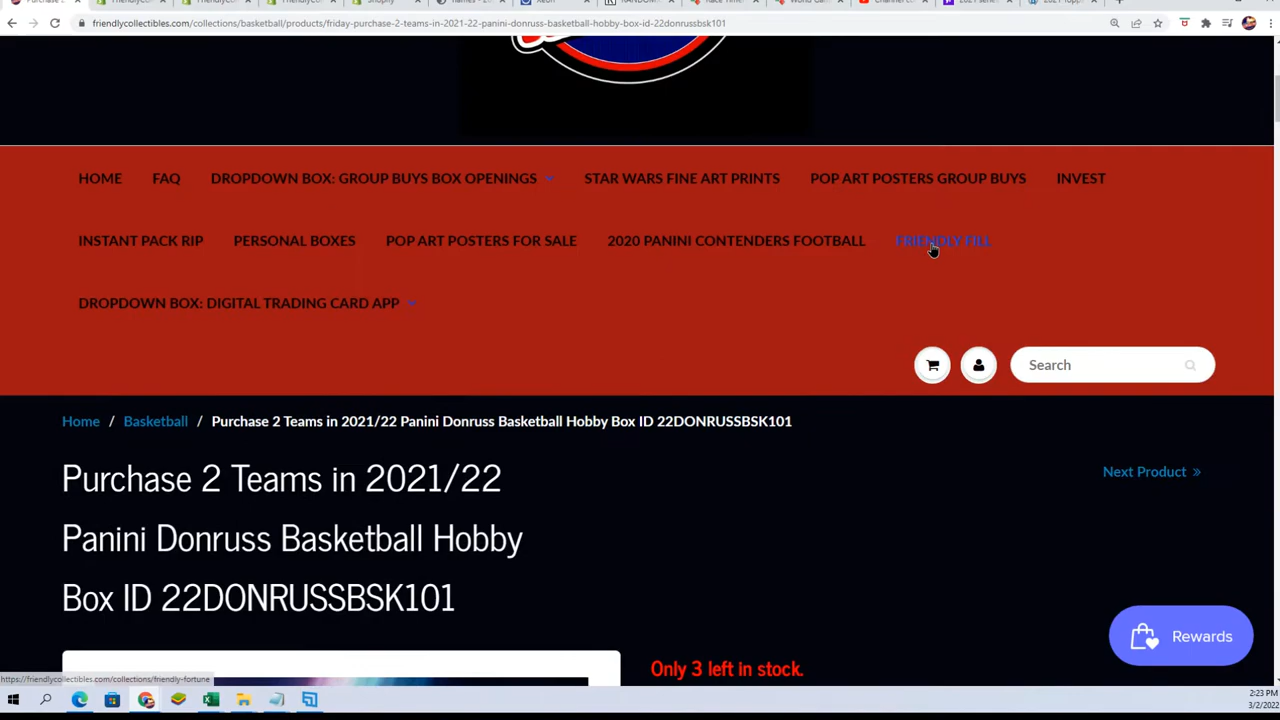 friendlycollectibles.com/collections/basketball/products/friday-purchase-2-teams-in-2021-22-panini-donruss-basketball-hobby-box-id-22donrussbsk101
HOME FAQ DROPDOWN BOX: GROUP BUYS BOX OPENINGS STAR WARS FINE ART PRINTS POP ART POSTERS GROUP BUYS INVEST
INSTANT PACK RIP PERSONAL BOXES POP ART POSTERS FOR SALE 2020 PANINI CONTENDERS FOOTBALL FRIENDLY FILL
DROPDOWN BOX: DIGITAL TRADING CARD APP
Search
Home / Basketball / Purchase 2 Teams in 2021/22 Panini Donruss Basketball Hobby Box ID 22DONRUSSBSK101
Purchase 2 Teams in 2021/22
Panini Donruss Basketball Hobby
Box ID 22DONRUSSBSK101
Next Product »
Rewards
Only 3 left in stock.
https://friendlycollectibles.com/collections/friendly-fortune
2:23 PM
3/2/2022